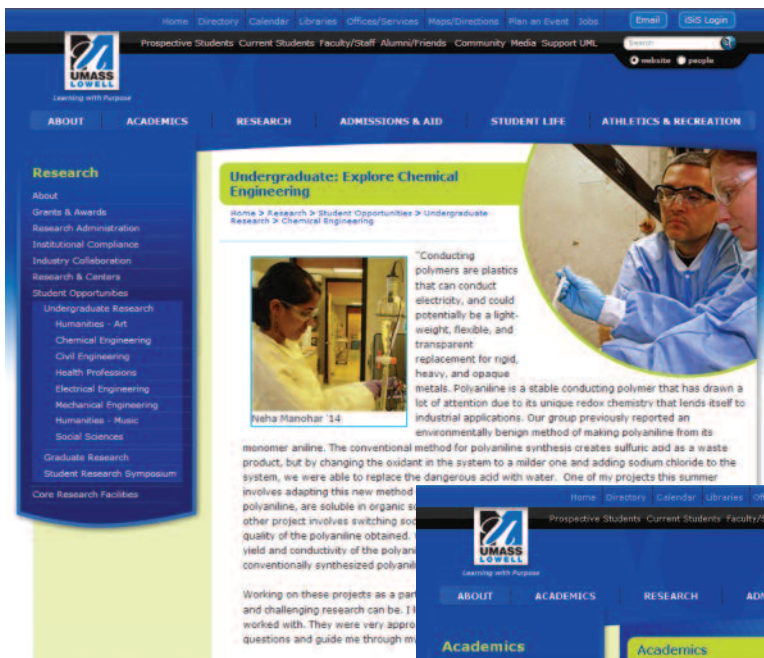 Home Directory Calendar Libraries Offices/Services Maps/Directions Plan an Event Jobs Email iSiS Login
Prospective Students Current Students Faculty/Staff Alumni/Friends Community Media Support UML Search
website people
UMASS
LOWELL
Learning with Purpose
ABOUT ACADEMICS RESEARCH ADMISSIONS & AID STUDENT LIFE ATHLETICS & RECREATION
Research
About
Grants & Awards
Research Administration
Institutional Compliance
Industry Collaboration
Research & Centers
Student Opportunities
Undergraduate Research
Humanities - Art
Chemical Engineering
Civil Engineering
Health Professions
Electrical Engineering
Mechanical Engineering
Humanities - Music
Social Sciences
Graduate Research
Student Research Symposium
Core Research Facilities
Undergraduate: Explore Chemical
Engineering
Home > Research > Student Opportunities > Undergraduate
Research > Chemical Engineering
"Conducting
polymers are plastics
that can conduct
electricity, and could
potentially be a light-
weight, flexible, and
transparent
replacement for rigid,
heavy, and opaque
metals. Polyaniline is a stable conducting polymer that has drawn a
lot of attention due to its unique redox chemistry that lends itself to
industrial applications. Our group previously reported an
environmentally benign method of making polyaniline from its
Neha Manohar '14
monomer aniline. The conventional method for polyaniline synthesis creates sulfuric acid as a waste
product, but by changing the oxidant in the system to a milder one and adding sodium chloride to the
system, we were able to replace the dangerous acid with water. One of my projects this summer
involves adapting this new method
polyaniline, are soluble in organic
other project involves switching
quality of the polyaniline obtained.
yield and conductivity of the
conventionally synthesized
Working on these projects as a
and challenging research can be. I
worked with. They were very
questions and guide me through
Home Directory Calendar Libraries
Prospective Students Current Students
UMASS
LOWELL
Learning with Purpose
ABOUT ACADEMICS RESEARCH
Academics
Academics